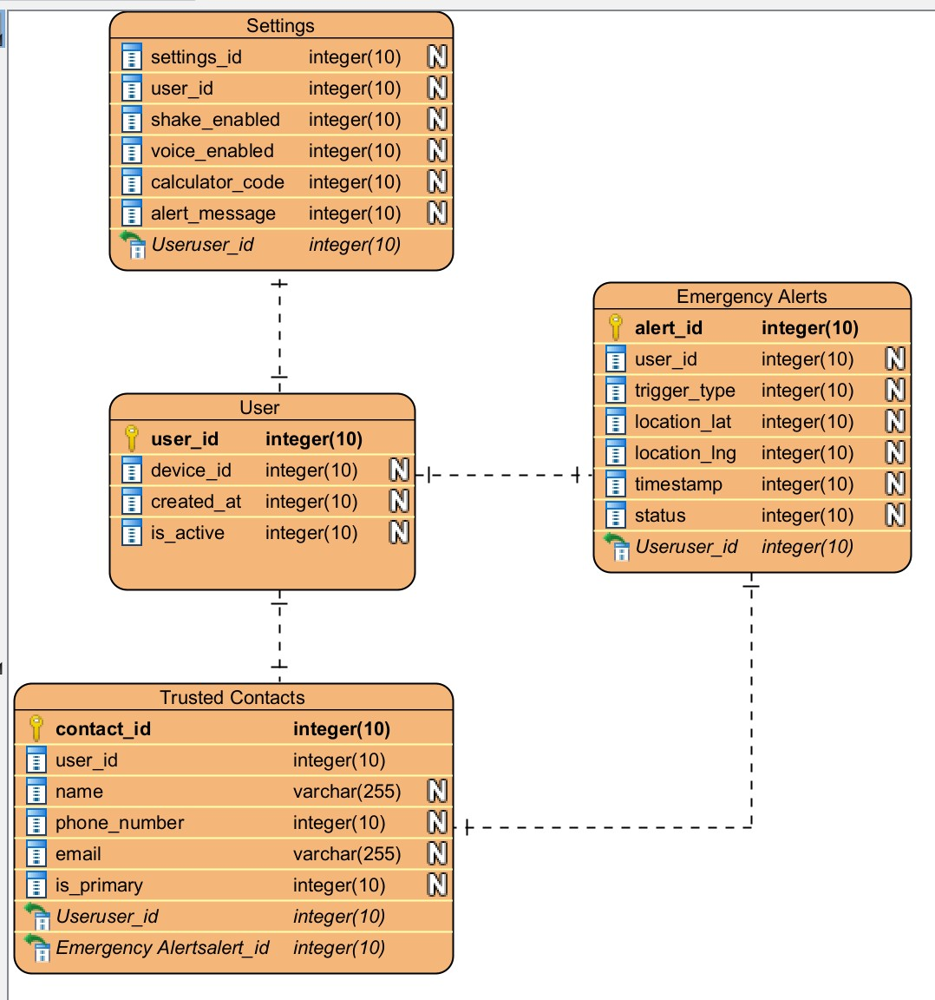 Settings
settings_id integer(10) N
user_id integer(10) N
shake_enabled integer(10) N
voice_enabled integer(10) N
calculator_code integer(10) N
alert_message integer(10) N
Useruser_id integer(10)
Emergency Alerts
alert_id integer(10)
user_id integer(10) N
trigger_type integer(10) N
location_lat integer(10) N
location_lng integer(10) N
timestamp integer(10) N
status integer(10) N
Useruser_id integer(10)
User
user_id integer(10)
device_id integer(10) N
created_at integer(10) N
is_active integer(10) N
Trusted Contacts
contact_id integer(10)
user_id integer(10)
name varchar(255) N
phone_number integer(10) N
email varchar(255) N
is_primary integer(10) N
Useruser_id integer(10)
Emergency Alertsalert_id integer(10)